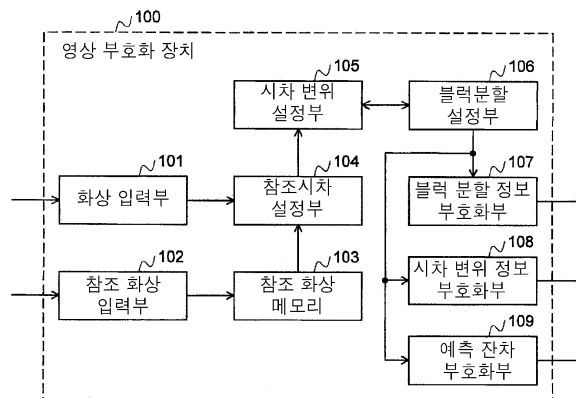 100
영상 부호화 장치
105
시차 변위
설정부
106
블럭분할
설정부
101
화상 입력부
104
참조시차
설정부
107
블럭 분할 정보
부호화부
102
참조 화상
입력부
103
참조 화상
메모리
108
시차 변위 정보
부호화부
109
예측 잔차
부호화부